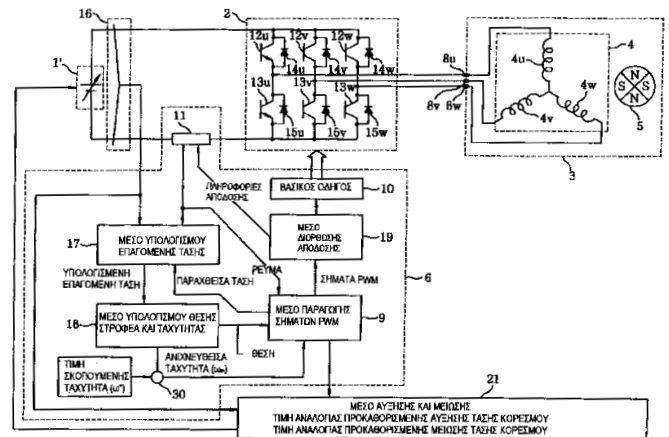 16
2
1'
12u
12v
12w
14u
14v
14w
13u
13v
13w
15u
15v
15w
8u
8v
8w
4
4u
4w
4v
N
S
S
N
5
3
11
ΠΛΗΡΟΦΟΡΙΕΣ
ΑΠΟΔΟΣΗΣ
ΒΑΣΙΚΟΣ ΟΔΗΓΟΣ
10
17
ΜΕΣΟ ΥΠΟΛΟΓΙΣΜΟΥ
ΕΠΑΓΟΜΕΝΗΣ ΤΑΣΗΣ
ΜΕΣΟ
ΔΙΟΡΘΩΣΗΣ
ΑΠΟΔΟΣΗΣ
19
ΥΠΟΛΟΓΙΣΜΕΝΗ
ΕΠΑΓΟΜΕΝΗ ΤΑΣΗ
ΠΑΡΑΧΘΕΙΣΑ ΤΑΣΗ
ΡΕΥΜΑ
ΣΗΜΑΤΑ PWM
6
18
ΜΕΣΟ ΥΠΟΛΟΓΙΣΜΟΥ ΘΕΣΗΣ
ΣΤΡΟΦΕΑ ΚΑΙ ΤΑΧΥΤΗΤΑΣ
ΜΕΣΟ ΠΑΡΑΓΩΓΗΣ
ΣΗΜΑΤΩΝ PWM
9
ΤΙΜΗ
ΣΚΟΠΟΥΜΕΝΗΣ
ΤΑΧΥΤΗΤΑ (ω*)
30
ΑΝΙΧΝΕΥΘΕΙΣΑ
ΤΑΧΥΤΗΤΑ
ΘΕΣΗ
21
ΜΕΣΟ ΑΥΞΗΣΗΣ ΚΑΙ ΜΕΙΩΣΗΣ
ΤΙΜΗ ΑΝΑΛΟΓΙΑΣ ΠΡΟΚΑΘΟΡΙΣΜΕΝΗΣ ΑΥΞΗΣΗΣ ΤΑΣΗΣ ΚΟΡΕΣΜΟΥ
ΤΙΜΗ ΑΝΑΛΟΓΙΑΣ ΠΡΟΚΑΘΟΡΙΣΜΕΝΗΣ ΜΕΙΩΣΗΣ ΤΑΣΗΣ ΚΟΡΕΣΜΟΥ